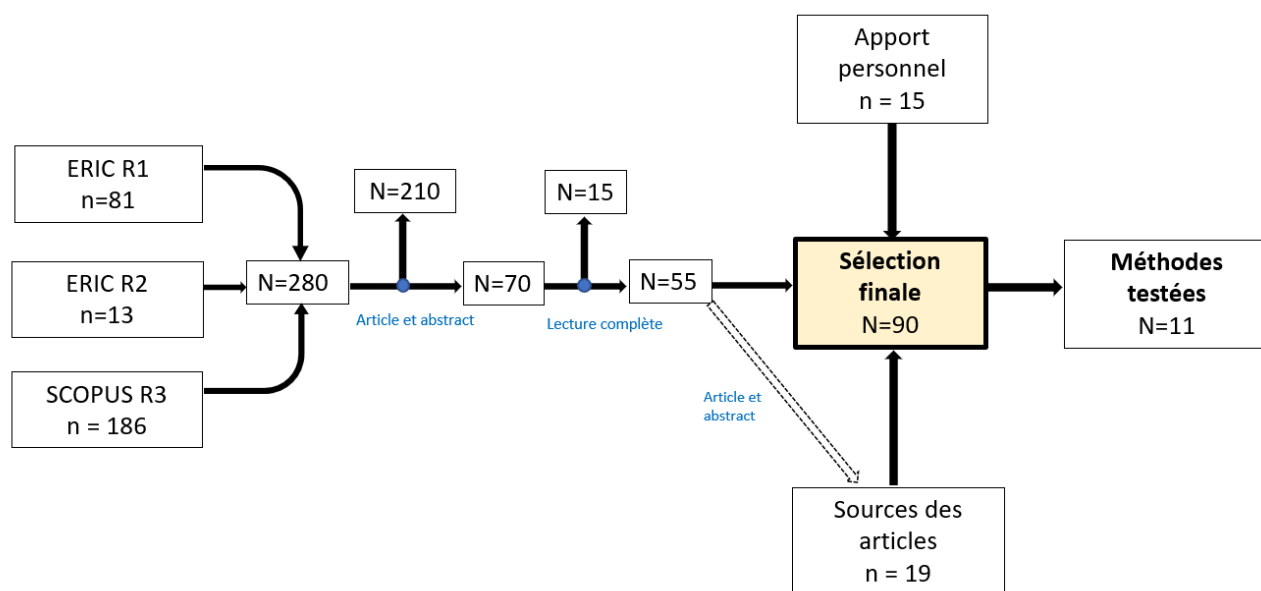 ERIC R1
n=81
ERIC R2
n=13
SCOPUS R3
n = 186
N=280
N=210
Article et abstract
N=70
N=15
Lecture complète
N=55
Article et
abstract
Apport
personnel
n = 15
Sélection
finale
N=90
Sources des
articles
n = 19
Méthodes
testées
N=11